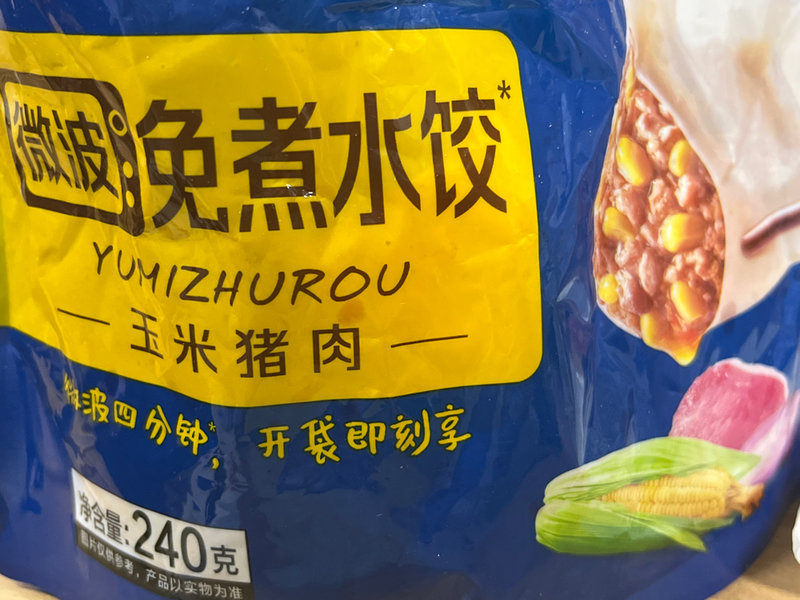 微波
免煮水饺*
YUMIZHUROU
玉米猪肉
微波四分钟*，开袋即刻享
净含量:240克
图片仅供参考，产品以实物为准